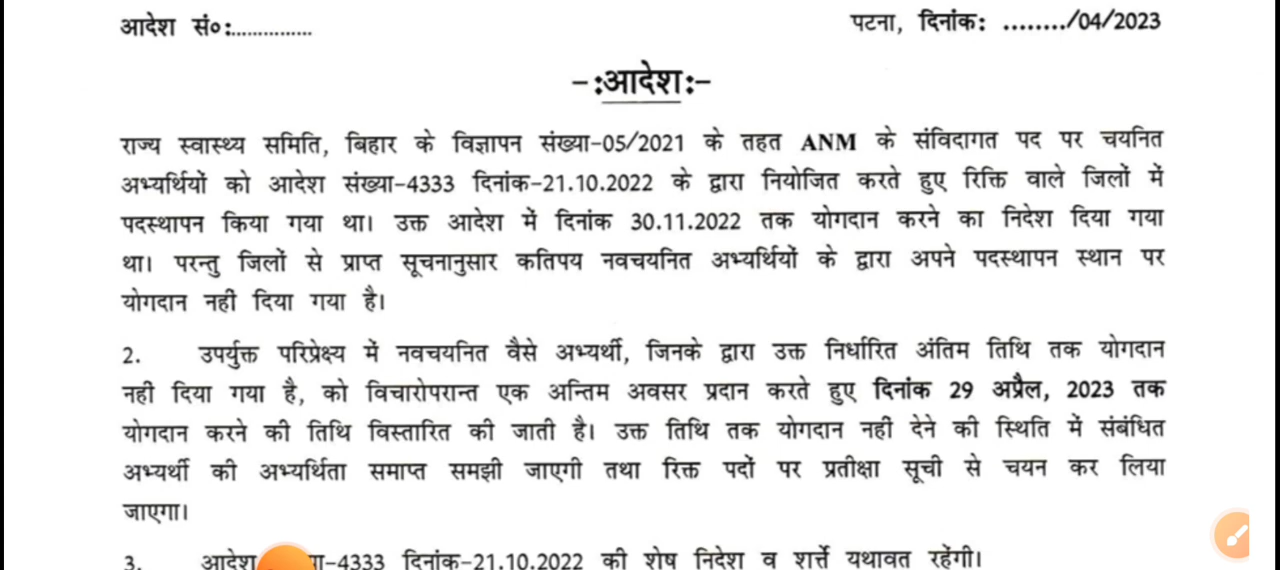 आदेश सं०:...............
पटना, दिनांक: ......../04/2023
-:आदेश:-
राज्य स्वास्थ्य समिति, बिहार के विज्ञापन संख्या-05/2021 के तहत ANM के संविदागत पद पर चयनित
अभ्यर्थियों को आदेश संख्या-4333 दिनांक-21.10.2022 के द्वारा नियोजित करते हुए रिक्ति वाले जिलों में
पदस्थापन किया गया था। उक्त आदेश में दिनांक 30.11.2022 तक योगदान करने का निदेश दिया गया
था। परन्तु जिलों से प्राप्त सूचनानुसार कतिपय नवचयनित अभ्यर्थियों के द्वारा अपने पदस्थापन स्थान पर
योगदान नहीं दिया गया है।
2. उपर्युक्त परिप्रेक्ष्य में नवचयनित वैसे अभ्यर्थी, जिनके द्वारा उक्त निर्धारित अंतिम तिथि तक योगदान
नहीं दिया गया है, को विचारोपरान्त एक अन्तिम अवसर प्रदान करते हुए दिनांक 29 अप्रैल, 2023 तक
योगदान करने की तिथि विस्तारित की जाती है। उक्त तिथि तक योगदान नहीं देने की स्थिति में संबंधित
अभ्यर्थी की अभ्यर्थिता समाप्त समझी जाएगी तथा रिक्त पदों पर प्रतीक्षा सूची से चयन कर लिया
जाएगा।
3. आदेश -4333 दिनांक-21.10.2022 की शेष निदेश व शर्त्ते यथावत रहेंगी।